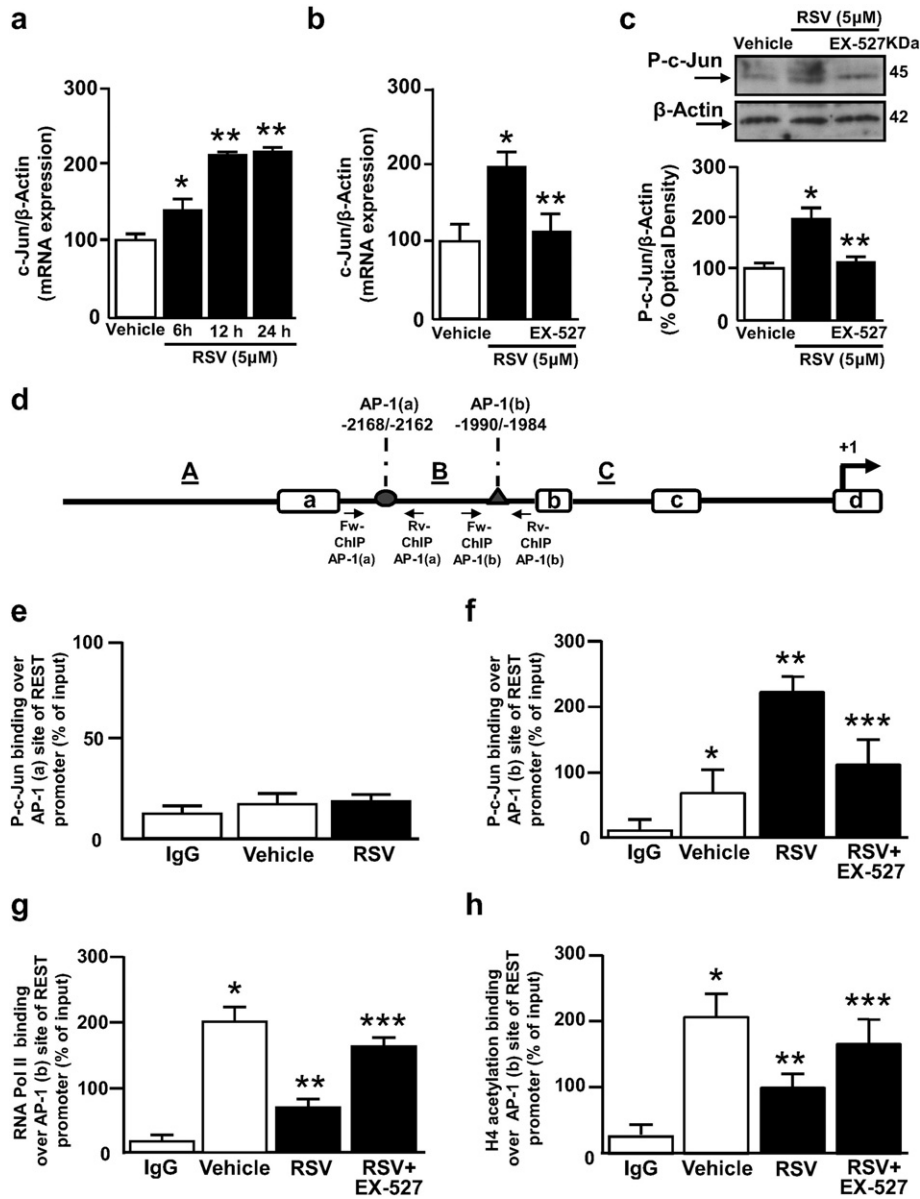 a
c-Jun/β-Actin
(mRNA expression)
300
200
100
0
*
**
**
Vehicle
6h
12 h
24 h
RSV (5µM)
b
c-Jun/β-Actin
(mRNA expression)
300
200
100
0
*
**
Vehicle
EX-527
RSV (5µM)
c
RSV (5µM)
Vehicle
EX-527
KDa
P-c-Jun
45
β-Actin
42
P-c-Jun/β-Actin
(% Optical Density)
300
200
100
0
*
**
Vehicle
EX-527
RSV (5µM)
d
AP-1(a)
-2168/-2162
AP-1(b)
-1990/-1984
A
B
C
+1
a
b
c
d
Fw-
ChIP
AP-1(a)
Rv-
ChIP
AP-1(a)
Fw-
ChIP
AP-1(b)
Rv-
ChIP
AP-1(b)
e
P-c-Jun binding over
AP-1 (a) site of REST
promoter (% of input)
100
50
0
IgG
Vehicle
RSV
f
P-c-Jun binding over
AP-1 (b) site of REST
promoter (% of input)
300
200
100
0
*
**
***
IgG
Vehicle
RSV
RSV+
EX-527
g
RNA Pol II binding
over AP-1 (b) site of REST
promoter (% of input)
300
200
100
0
*
**
***
IgG
Vehicle
RSV
RSV+
EX-527
h
H4 acetylation binding
over AP-1 (b) site of REST
promoter (% of input)
300
200
100
0
*
**
***
IgG
Vehicle
RSV
RSV+
EX-527